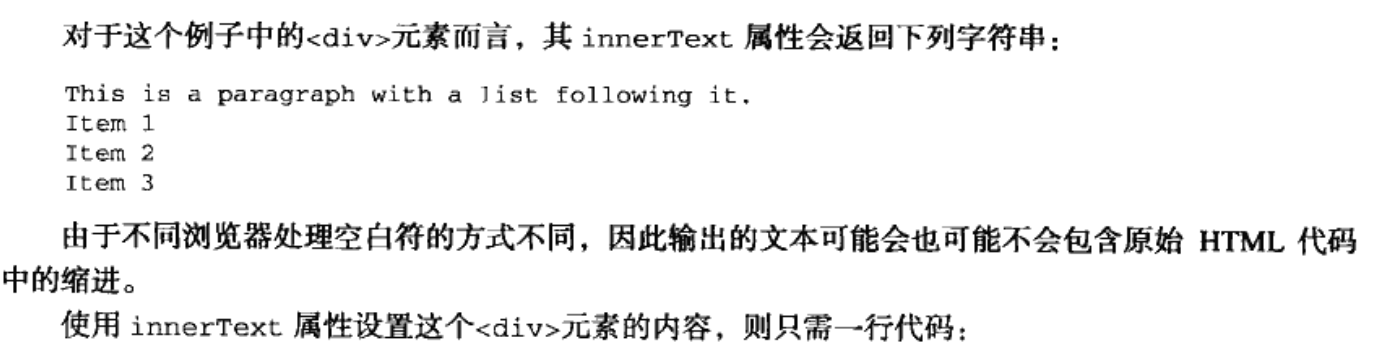 对于这个例子中的<div>元素而言，其 innerText 属性会返回下列字符串：
This is a paragraph with a list following it.
Item 1
Item 2
Item 3
由于不同浏览器处理空白符的方式不同，因此输出的文本可能会也可能不会包含原始 HTML 代码
中的缩进。
使用 innerText 属性设置这个<div>元素的内容，则只需一行代码：